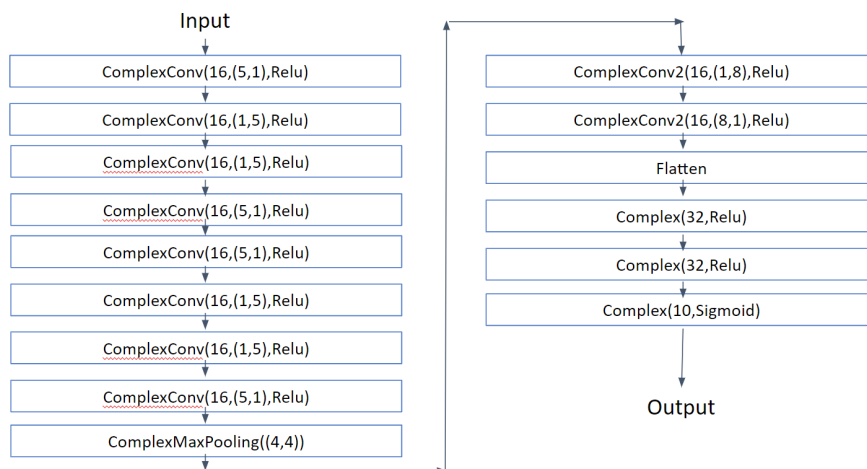 Input
ComplexConv(16,(5,1),Relu)
ComplexConv(16,(1,5),Relu)
ComplexConv(16,(1,5),Relu)
ComplexConv(16,(5,1),Relu)
ComplexConv(16,(5,1),Relu)
ComplexConv(16,(1,5),Relu)
ComplexConv(16,(1,5),Relu)
ComplexConv(16,(5,1),Relu)
ComplexMaxPooling((4,4))
ComplexConv2(16,(1,8),Relu)
ComplexConv2(16,(8,1),Relu)
Flatten
Complex(32,Relu)
Complex(32,Relu)
Complex(10,Sigmoid)
Output